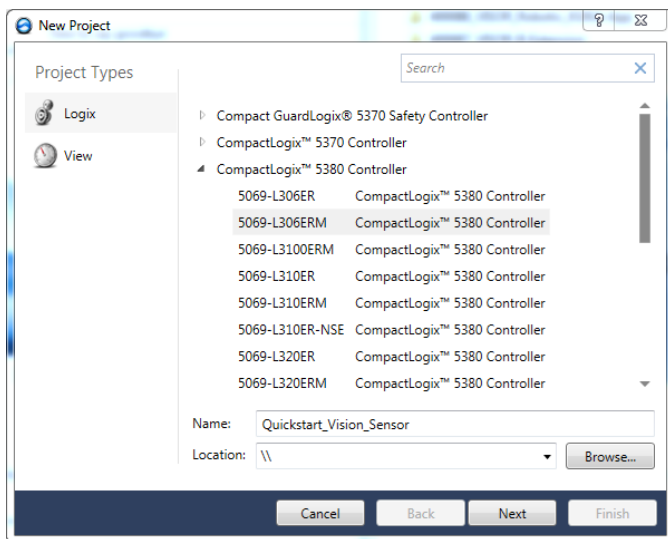 New Project
?
Project Types
Search
Logix
View
Compact GuardLogix® 5370 Safety Controller
CompactLogix™ 5370 Controller
CompactLogix™ 5380 Controller
5069-L306ER CompactLogix™ 5380 Controller
5069-L306ERM CompactLogix™ 5380 Controller
5069-L3100ERM CompactLogix™ 5380 Controller
5069-L310ER CompactLogix™ 5380 Controller
5069-L310ERM CompactLogix™ 5380 Controller
5069-L310ER-NSE CompactLogix™ 5380 Controller
5069-L320ER CompactLogix™ 5380 Controller
5069-L320ERM CompactLogix™ 5380 Controller
Name: Quickstart_Vision_Sensor
Location: \\ Browse...
Cancel Back Next Finish